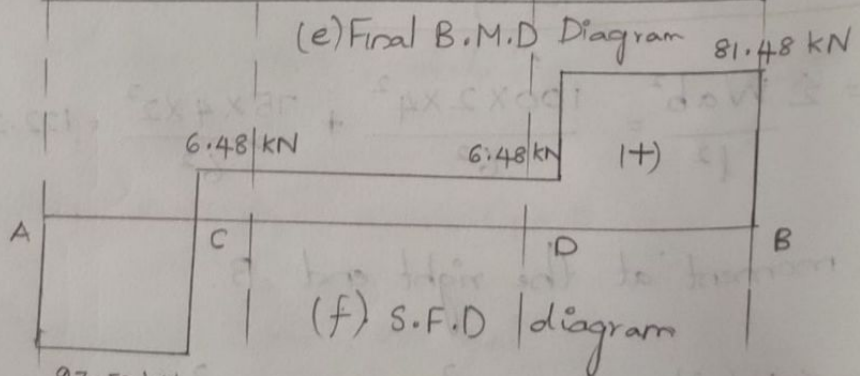 (e) Final B.M.D Diagram
81.48 kN
6.48 kN
6.48 kN
(+)
A
C
D
B
(f) S.F.D diagram